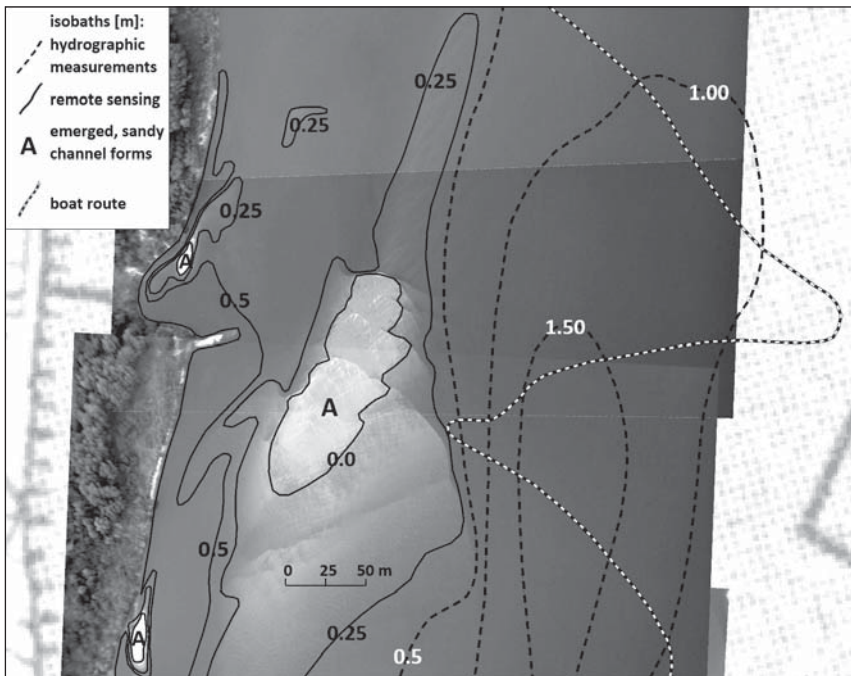 isobaths [m]:
hydrographic
measurements
remote sensing
A emerged, sandy
channel forms
boat route
0.25
1.00
0.25
0.25
A
0.5
1.50
A
0.0
0.5
0 25 50 m
A
0.25
0.5